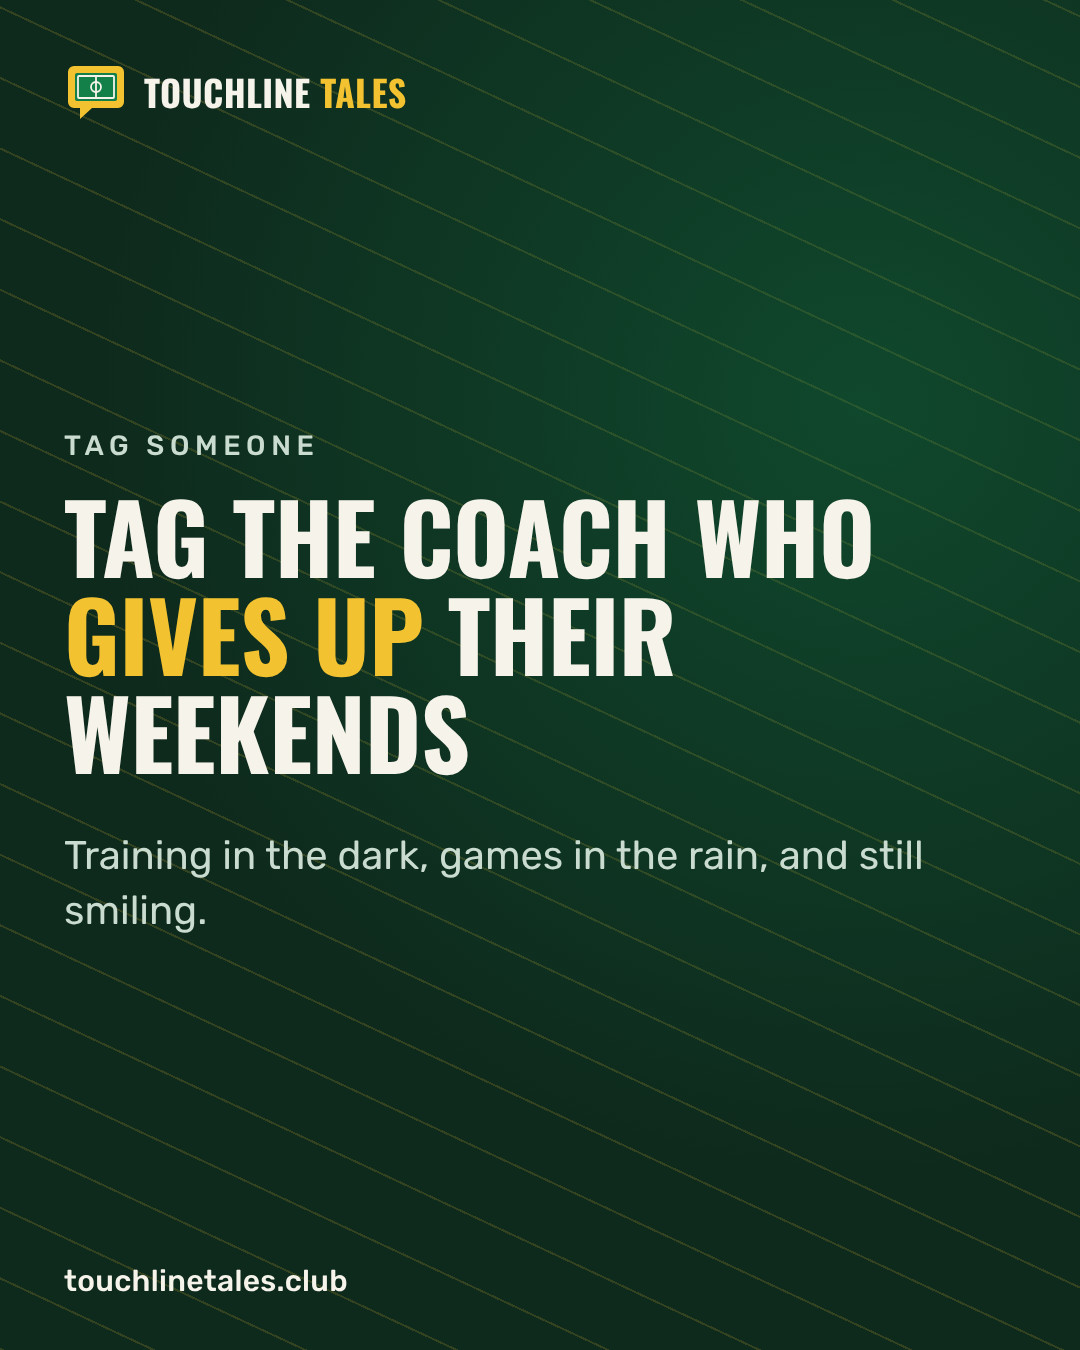 TOUCHLINE TALES
TAG SOMEONE
TAG THE COACH WHO
GIVES UP THEIR
WEEKENDS
Training in the dark, games in the rain, and still
smiling.
touchlinetales.club